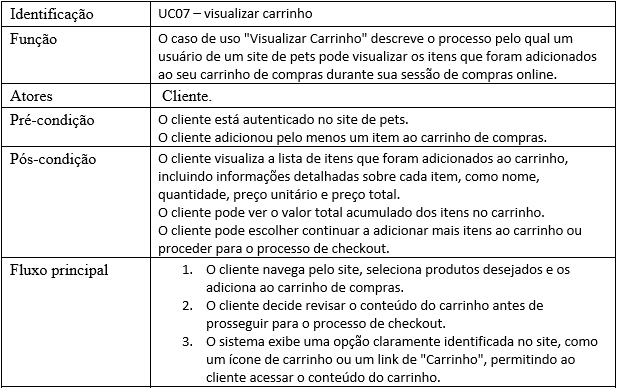 Identificação UC07 – visualizar carrinho
Função O caso de uso "Visualizar Carrinho" descreve o processo pelo qual um
usuário de um site de pets pode visualizar os itens que foram adicionados
ao seu carrinho de compras durante sua sessão de compras online.
Atores Cliente.
Pré-condição O cliente está autenticado no site de pets.
O cliente adicionou pelo menos um item ao carrinho de compras.
Pós-condição O cliente visualiza a lista de itens que foram adicionados ao carrinho,
incluindo informações detalhadas sobre cada item, como nome,
quantidade, preço unitário e preço total.
O cliente pode ver o valor total acumulado dos itens no carrinho.
O cliente pode escolher continuar a adicionar mais itens ao carrinho ou
proceder para o processo de checkout.
Fluxo principal 1. O cliente navega pelo site, seleciona produtos desejados e os
adiciona ao carrinho de compras.
2. O cliente decide revisar o conteúdo do carrinho antes de
prosseguir para o processo de checkout.
3. O sistema exibe uma opção claramente identificada no site, como
um ícone de carrinho ou um link de "Carrinho", permitindo ao
cliente acessar o conteúdo do carrinho.